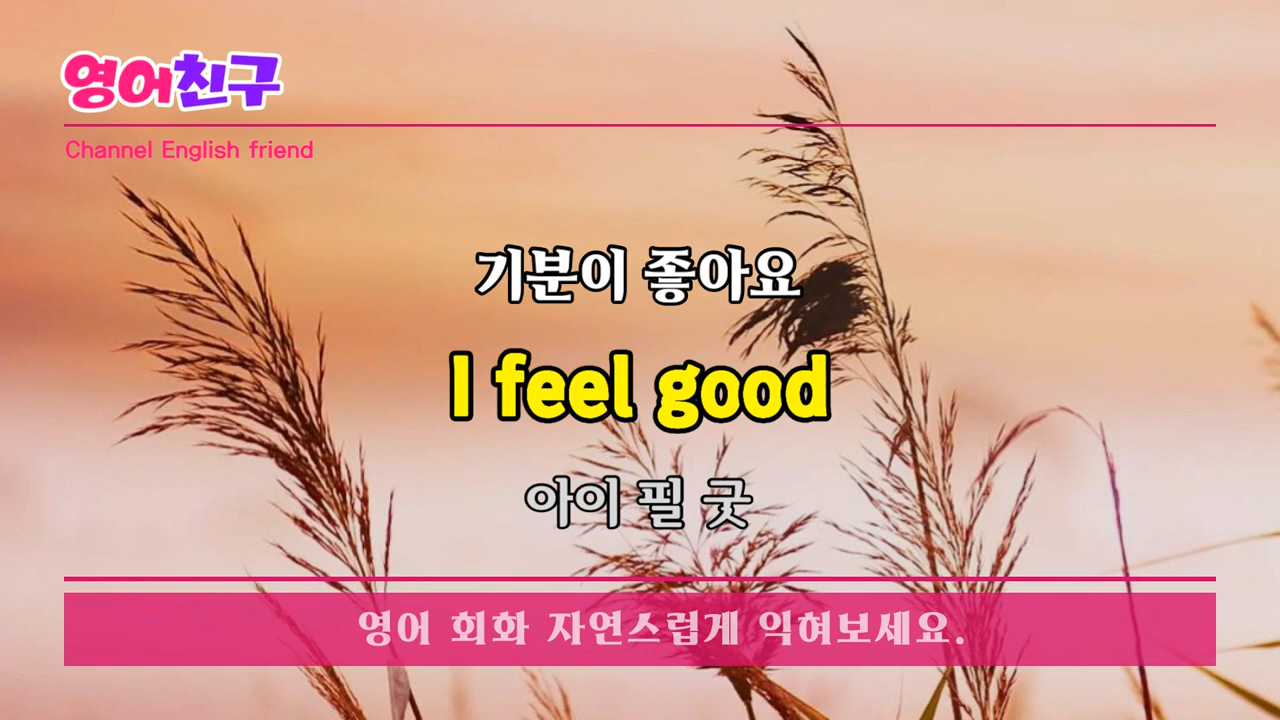 영어친구
Channel English friend
기분이 좋아요
I feel good
아이 필 굿
영어 회화 자연스럽게 익혀보세요.